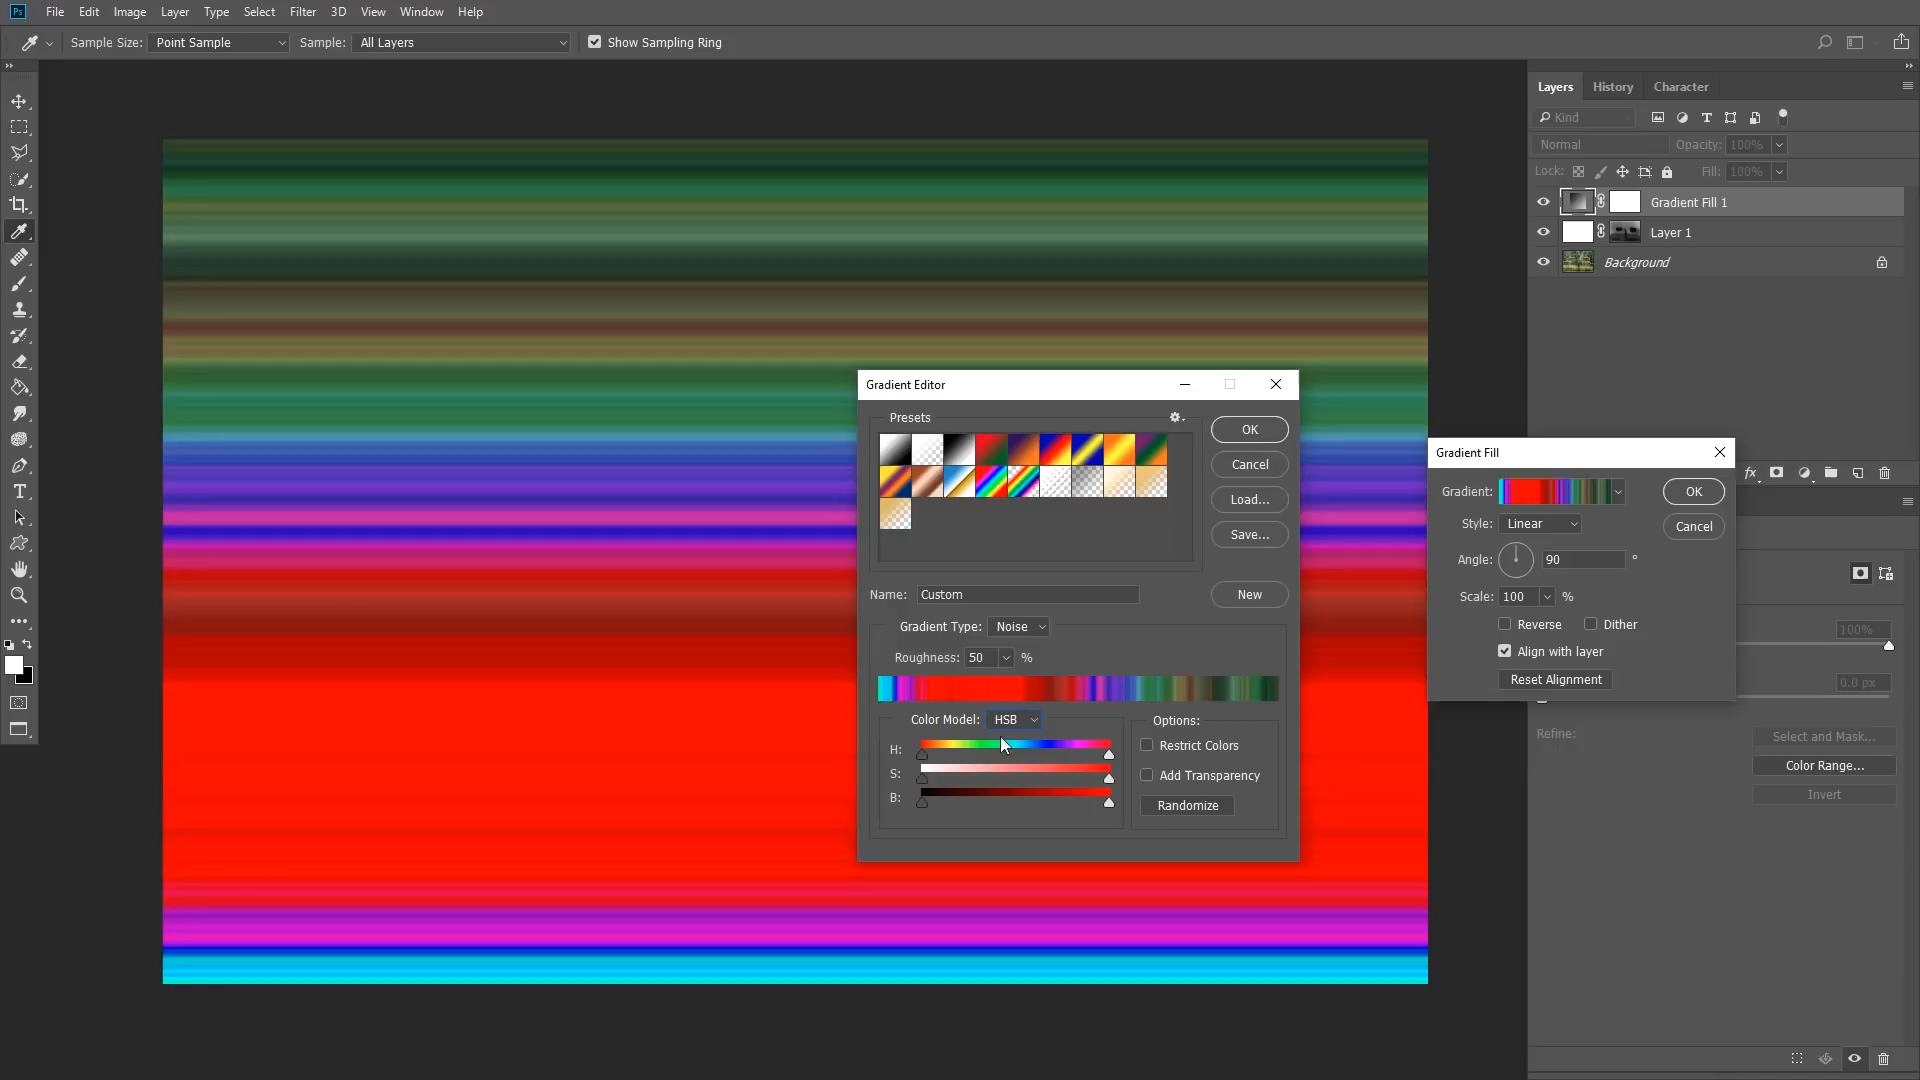 Ps File Edit Image Layer Type Select Filter 3D View Window Help
Sample Size: Point Sample Sample: All Layers Show Sampling Ring
Layers History Character
Kind
Normal Opacity: 100%
Lock: Fill: 100%
Gradient Fill 1
Layer 1
Background
Gradient Editor
Presets
OK
Cancel
Load...
Save...
Name: Custom New
Gradient Type: Noise
Roughness: 50 %
Color Model: HSB
H:
S:
B:
Options:
Restrict Colors
Add Transparency
Randomize
Gradient Fill
Gradient: OK
Style: Linear Cancel
Angle: 90 °
Scale: 100 %
Reverse Dither
Align with layer
Reset Alignment
fx
100%
0.0 px
Refine: Select and Mask...
Color Range...
Invert